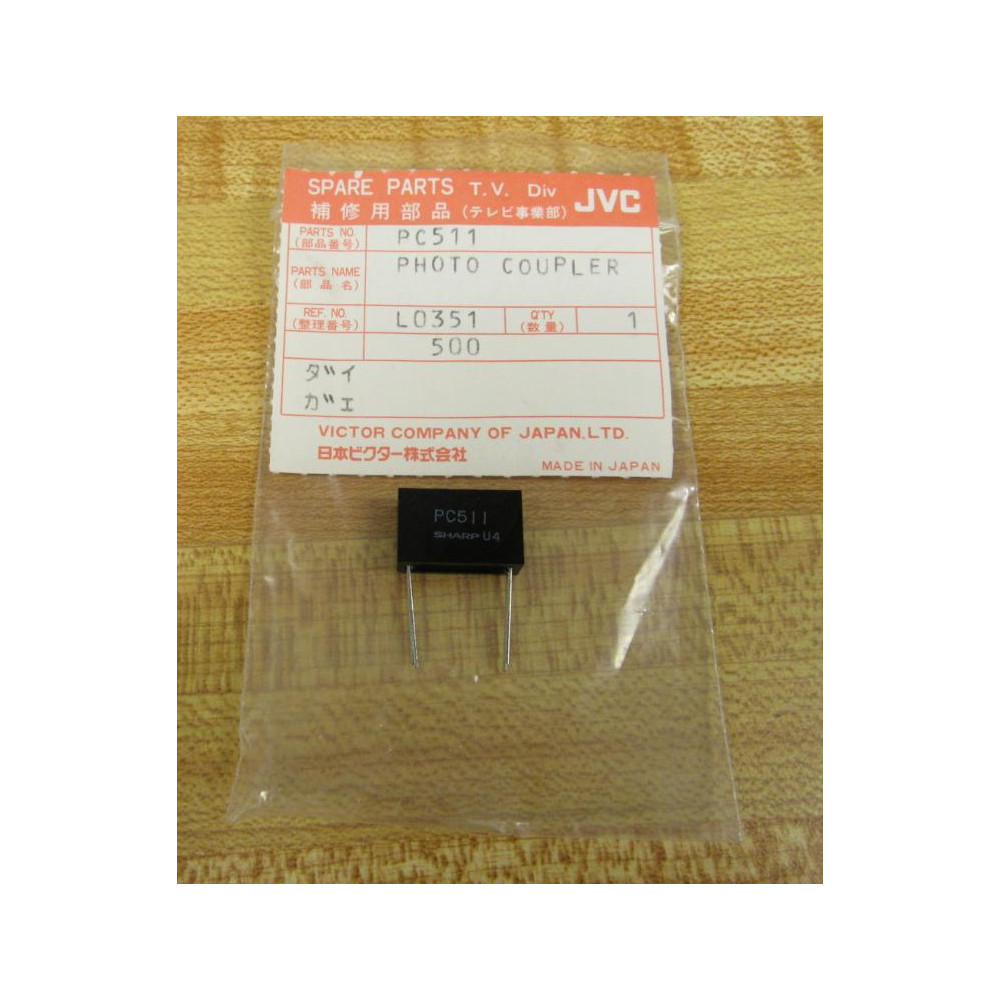 SPARE PARTS T.V. Div JVC
補修用部品(テレビ事業部)
PARTS NO. PC511
(部品番号)
PARTS NAME PHOTO COUPLER
(部品名)
REF. NO. L0351 Q'TY 1
(整理番号) (数量)
500
ダイ
ガエ
VICTOR COMPANY OF JAPAN, LTD.
日本ビクター株式会社
MADE IN JAPAN
PC511
SHARP U4